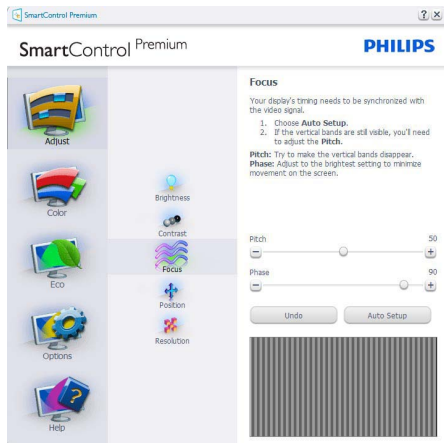 SmartControl Premium
SmartControl Premium
PHILIPS
Adjust
Color
Eco
Options
Help
Brightness
Contrast
Focus
Position
Resolution
Focus
Your display's timing needs to be synchronized with
the video signal.
1. Choose Auto Setup.
2. If the vertical bands are still visible, you'll need
to adjust the Pitch.
Pitch: Try to make the vertical bands disappear.
Phase: Adjust to the brightest setting to minimize
movement on the screen.
Pitch 50
Phase 90
Undo Auto Setup